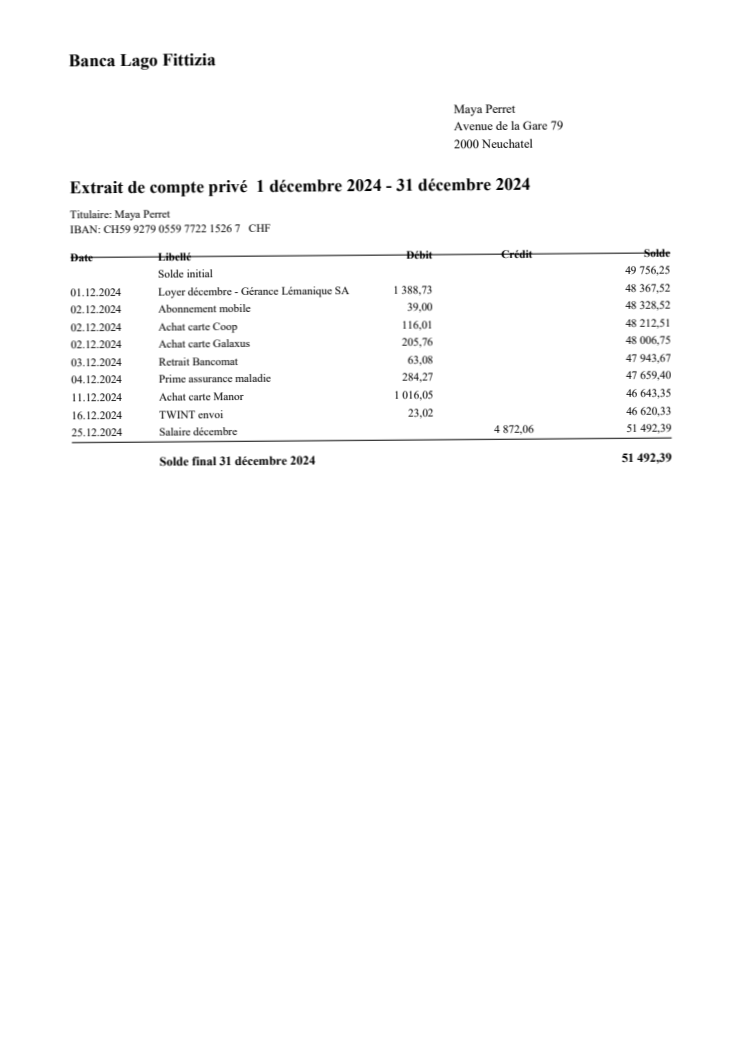 Banca Lago Fittizia
Maya Perret
Avenue de la Gare 79
2000 Neuchatel
Extrait de compte privé 1 décembre 2024 - 31 décembre 2024
Titulaire: Maya Perret
IBAN: CH59 9279 0559 7722 1526 7 CHF
Date Libellé Débit Crédit Solde
Solde initial 49 756,25
01.12.2024 Loyer décembre - Gérance Lémanique SA 1 388,73 48 367,52
02.12.2024 Abonnement mobile 39,00 48 328,52
02.12.2024 Achat carte Coop 116,01 48 212,51
02.12.2024 Achat carte Galaxus 205,76 48 006,75
03.12.2024 Retrait Bancomat 63,08 47 943,67
04.12.2024 Prime assurance maladie 284,27 47 659,40
11.12.2024 Achat carte Manor 1 016,05 46 643,35
16.12.2024 TWINT envoi 23,02 46 620,33
25.12.2024 Salaire décembre 4 872,06 51 492,39
Solde final 31 décembre 2024 51 492,39